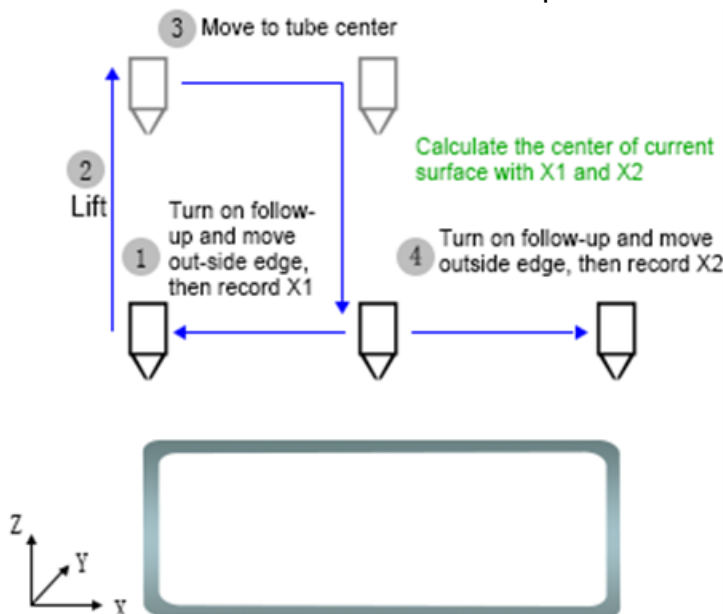 3 Move to tube center
Calculate the center of current
surface with X1 and X2
2
Lift
Turn on follow-
up and move
1 out-side edge,
then record X1
Turn on follow-up and move
4 outside edge, then record X2
Z
Y
X